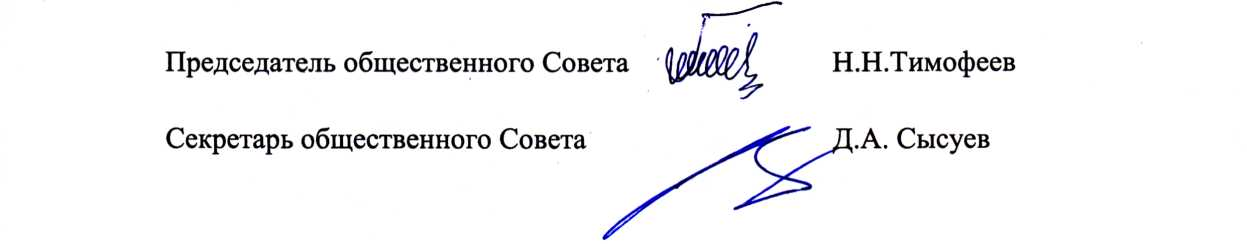 Председатель общественного Совета Н.Н.Тимофеев
Секретарь общественного Совета Д.А. Сысуев